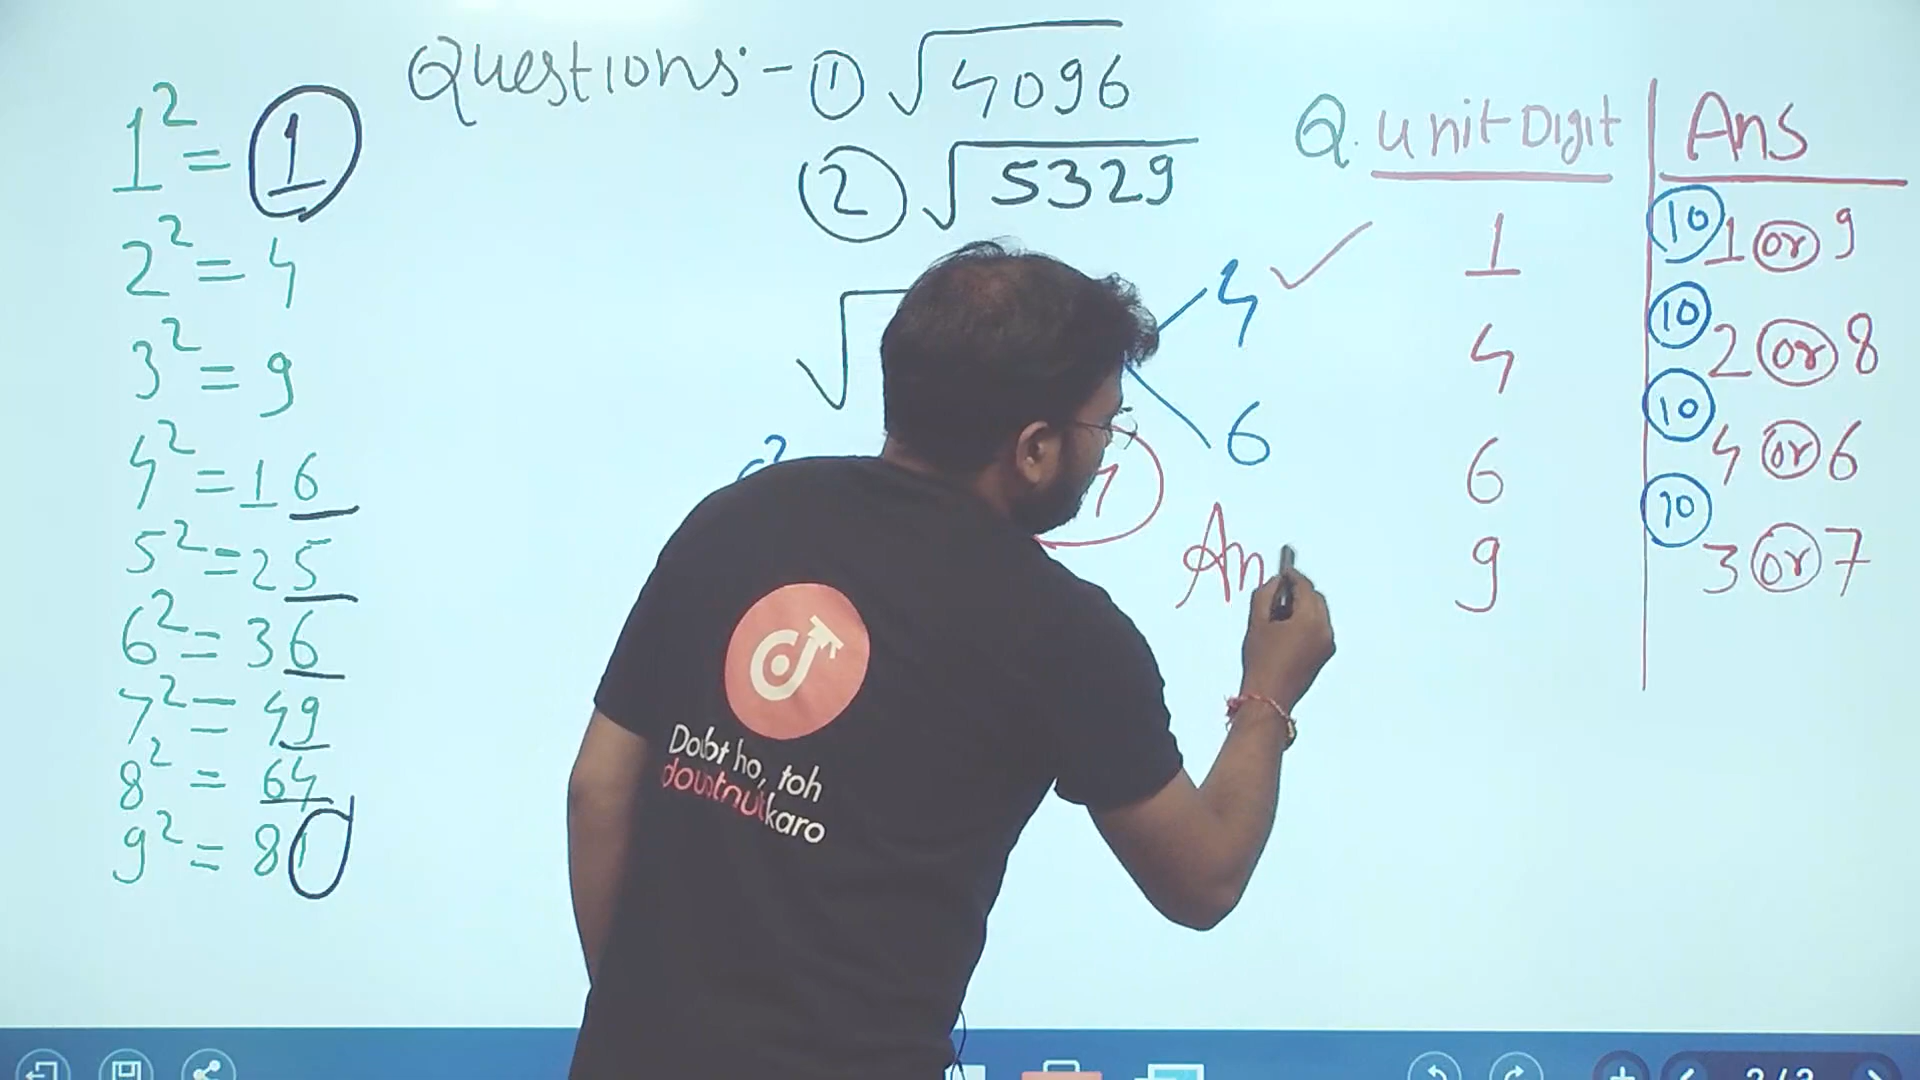 Questions:- ① √4096
② √5329
1² = 1
2² = 4
3² = 9
4² = 16
5² = 25
6² = 36
7² = 49
8² = 64
9² = 81
4 ✓
6
An
Q. unit Digit | Ans
1 | 10 1 or 9
4 | 10 2 or 8
6 | 10 4 or 6
9 | 10 3 or 7
Doubt ho, toh
doubtnut karo